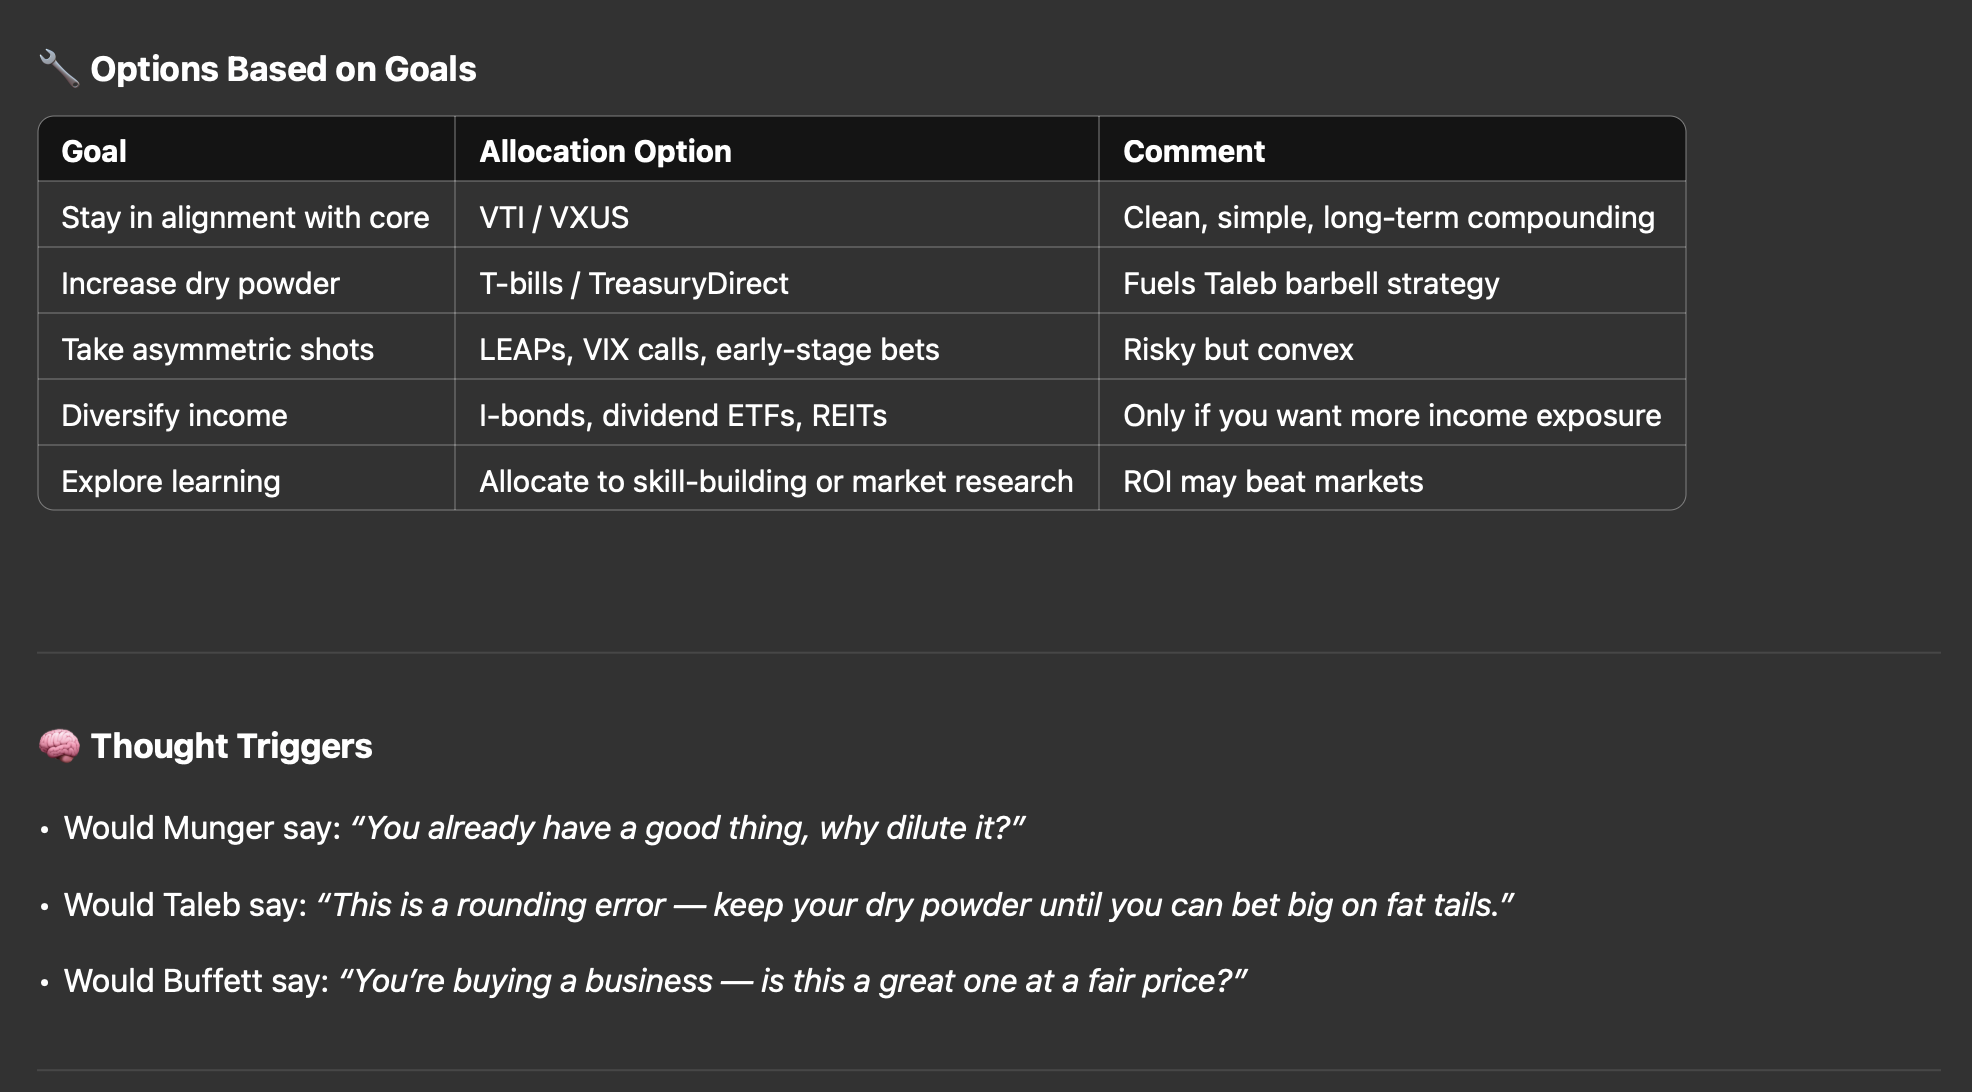 🔧 Options Based on Goals
Goal Allocation Option Comment
Stay in alignment with core VTI / VXUS Clean, simple, long-term compounding
Increase dry powder T-bills / TreasuryDirect Fuels Taleb barbell strategy
Take asymmetric shots LEAPs, VIX calls, early-stage bets Risky but convex
Diversify income I-bonds, dividend ETFs, REITs Only if you want more income exposure
Explore learning Allocate to skill-building or market research ROI may beat markets
🧠 Thought Triggers
• Would Munger say: “You already have a good thing, why dilute it?”
• Would Taleb say: “This is a rounding error — keep your dry powder until you can bet big on fat tails.”
• Would Buffett say: “You’re buying a business — is this a great one at a fair price?”